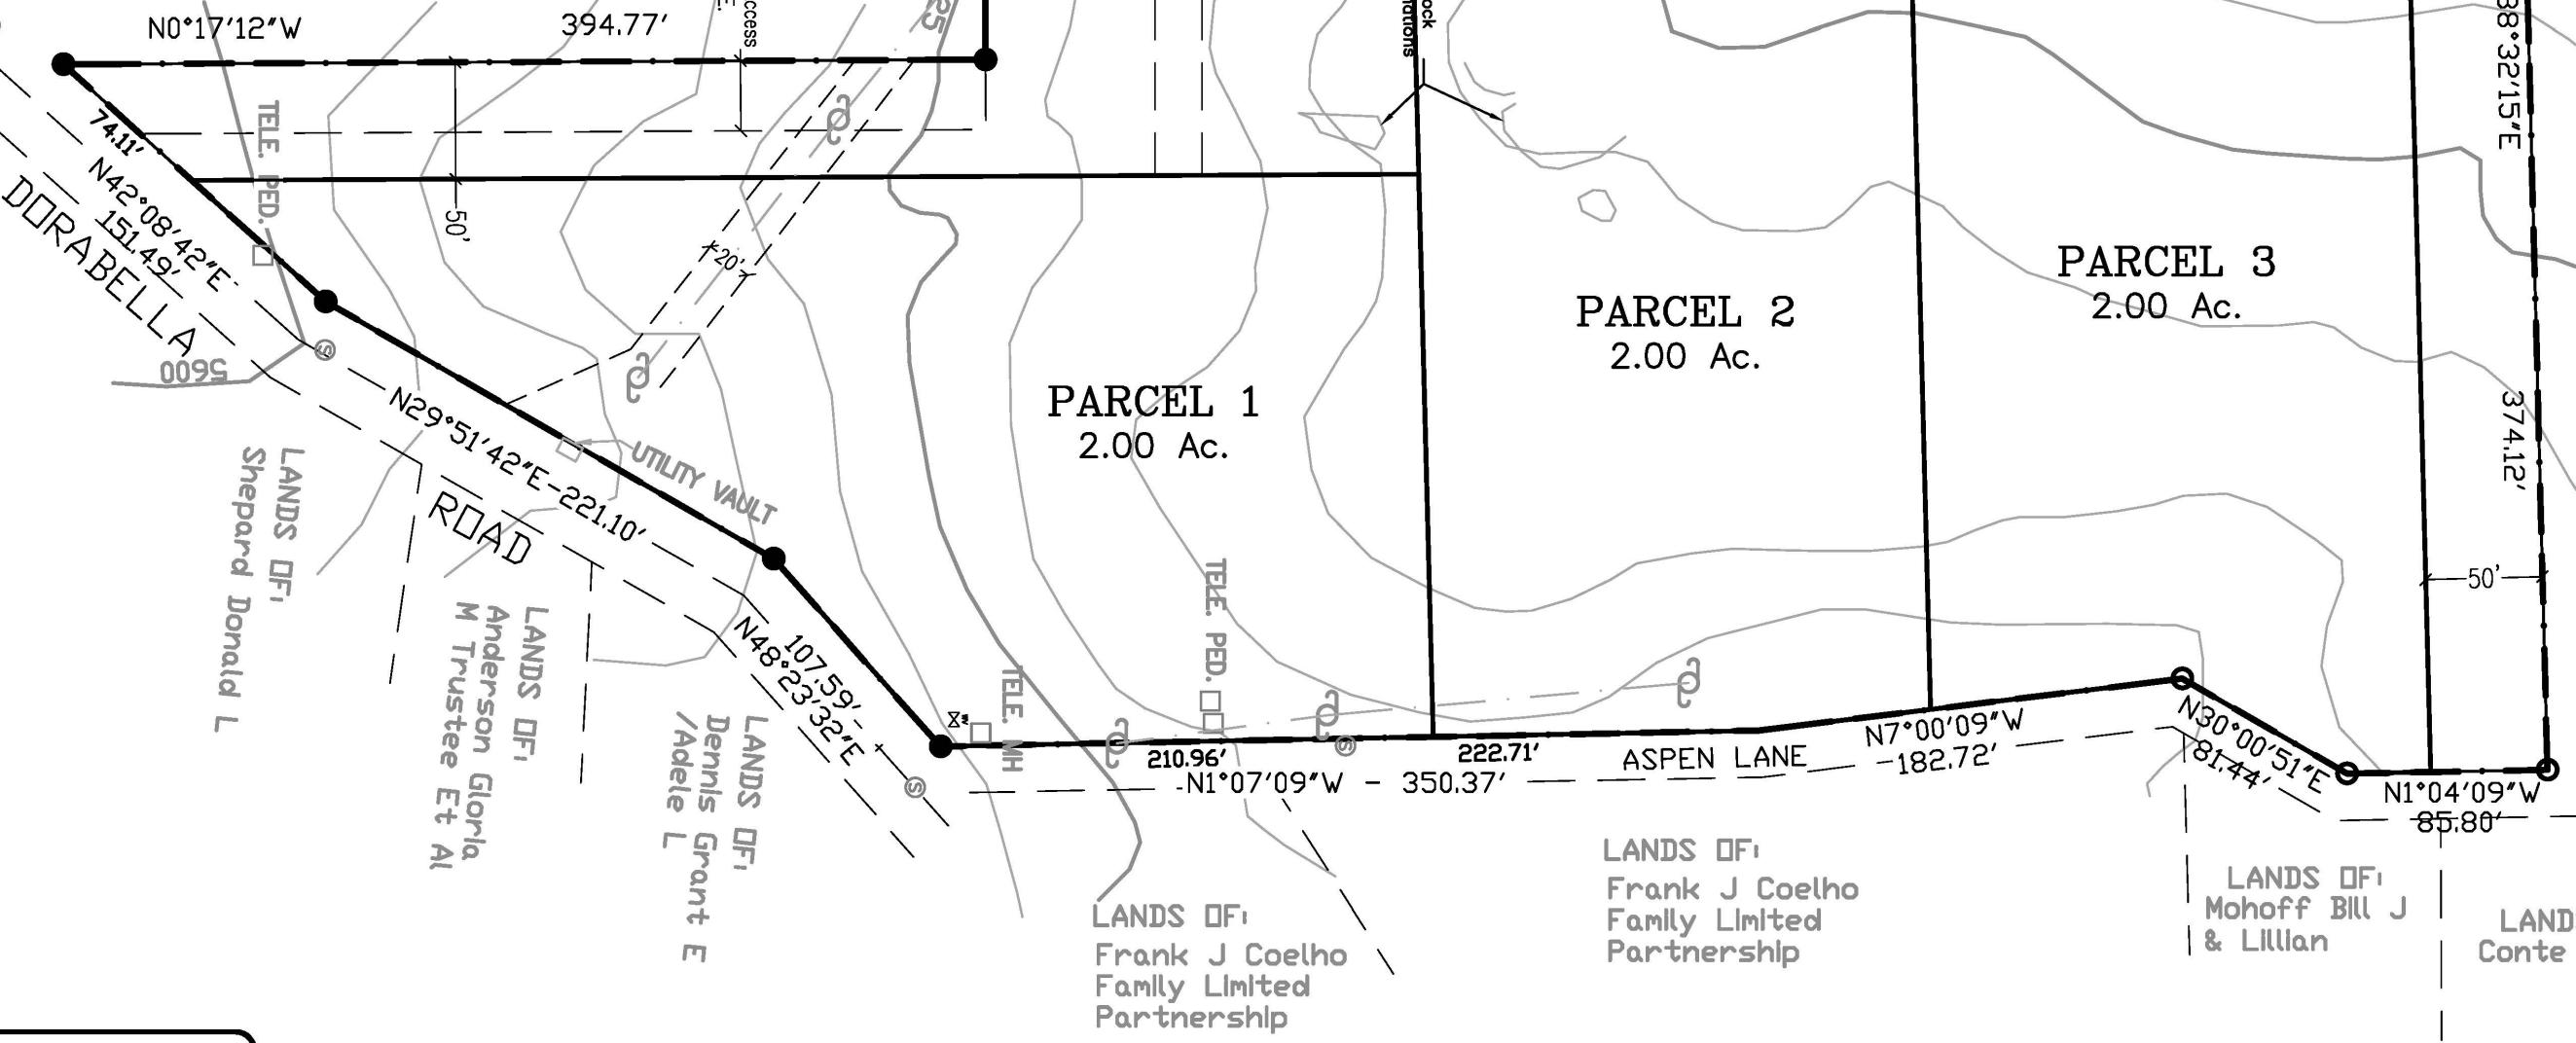 N0°17'12"W
394.77'
ccess
25
ock
88°32'15"E
74.11'
N42°08'42"E
151.49'
DORABELLA
TELE. PED.
50'
20'
5600
N29°51'42"E-221.10'
ROAD
UTILITY VAULT
PARCEL 1
2.00 Ac.
PARCEL 2
2.00 Ac.
PARCEL 3
2.00 Ac.
374.12'
50'
LANDS OF:
Shepard Donald L
LANDS OF:
Anderson Gloria
M Trustee Et Al
107.59'
N48°23'32"E
LANDS OF:
Dennis Grant E
/Adele L
TELE. MH
TELE. PED.
210.96'
222.71'
N1°07'09"W - 350.37'
ASPEN LANE
N7°00'09"W
182.72'
N30°00'51"E
81.44'
N1°04'09"W
85.80'
LANDS OF:
Frank J Coelho
Family Limited
Partnership
LANDS OF:
Frank J Coelho
Family Limited
Partnership
LANDS OF:
Mohoff Bill J
& Lillian
LAND
Conte